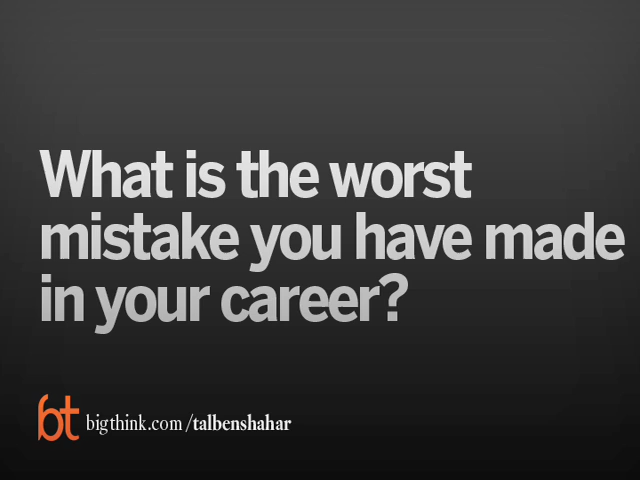 What is the worst
mistake you have made
in your career?
bt bigthink.com/talbenshahar